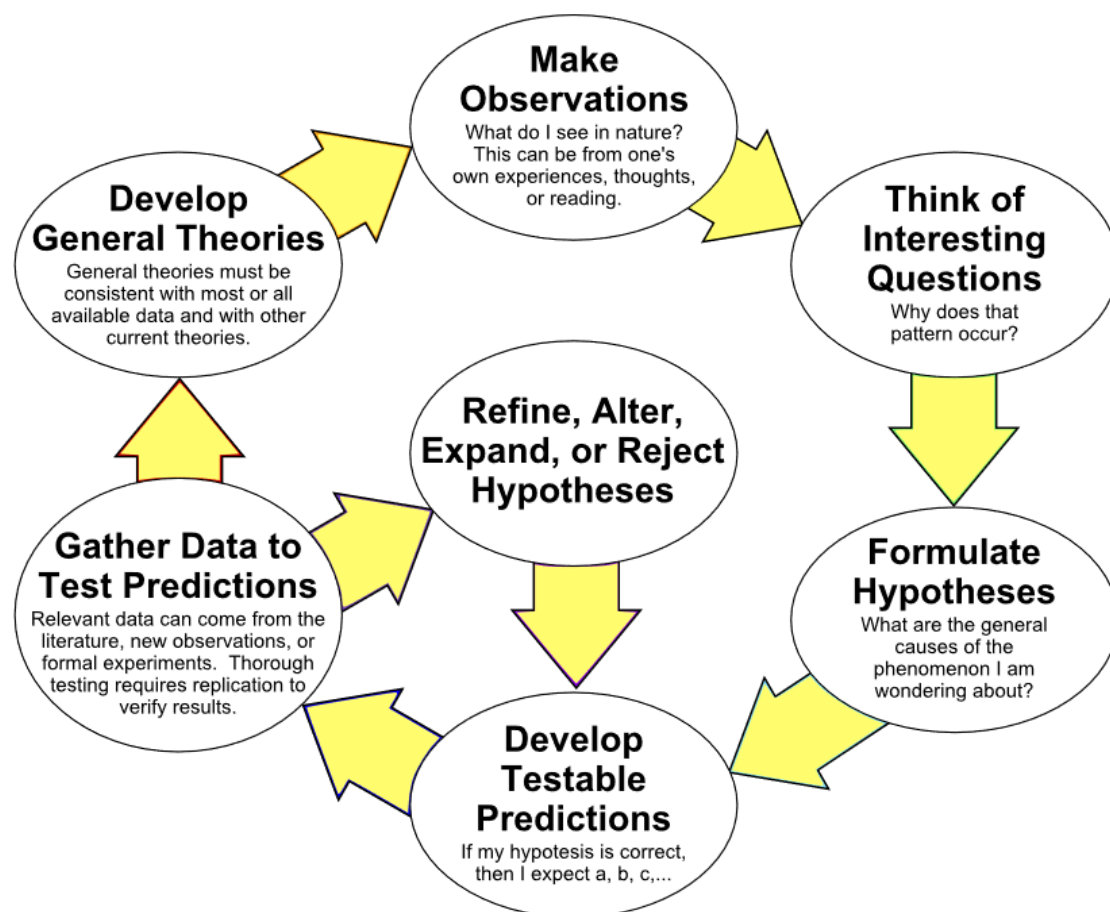 Make
Observations
What do I see in nature?
This can be from one's
own experiences, thoughts,
or reading.
Think of
Interesting
Questions
Why does that
pattern occur?
Formulate
Hypotheses
What are the general
causes of the
phenomenon I am
wondering about?
Develop
Testable
Predictions
If my hypotesis is correct,
then I expect a, b, c,...
Gather Data to
Test Predictions
Relevant data can come from the
literature, new observations, or
formal experiments.  Thorough
testing requires replication to
verify results.
Refine, Alter,
Expand, or Reject
Hypotheses
Develop
General Theories
General theories must be
consistent with most or all
available data and with other
current theories.